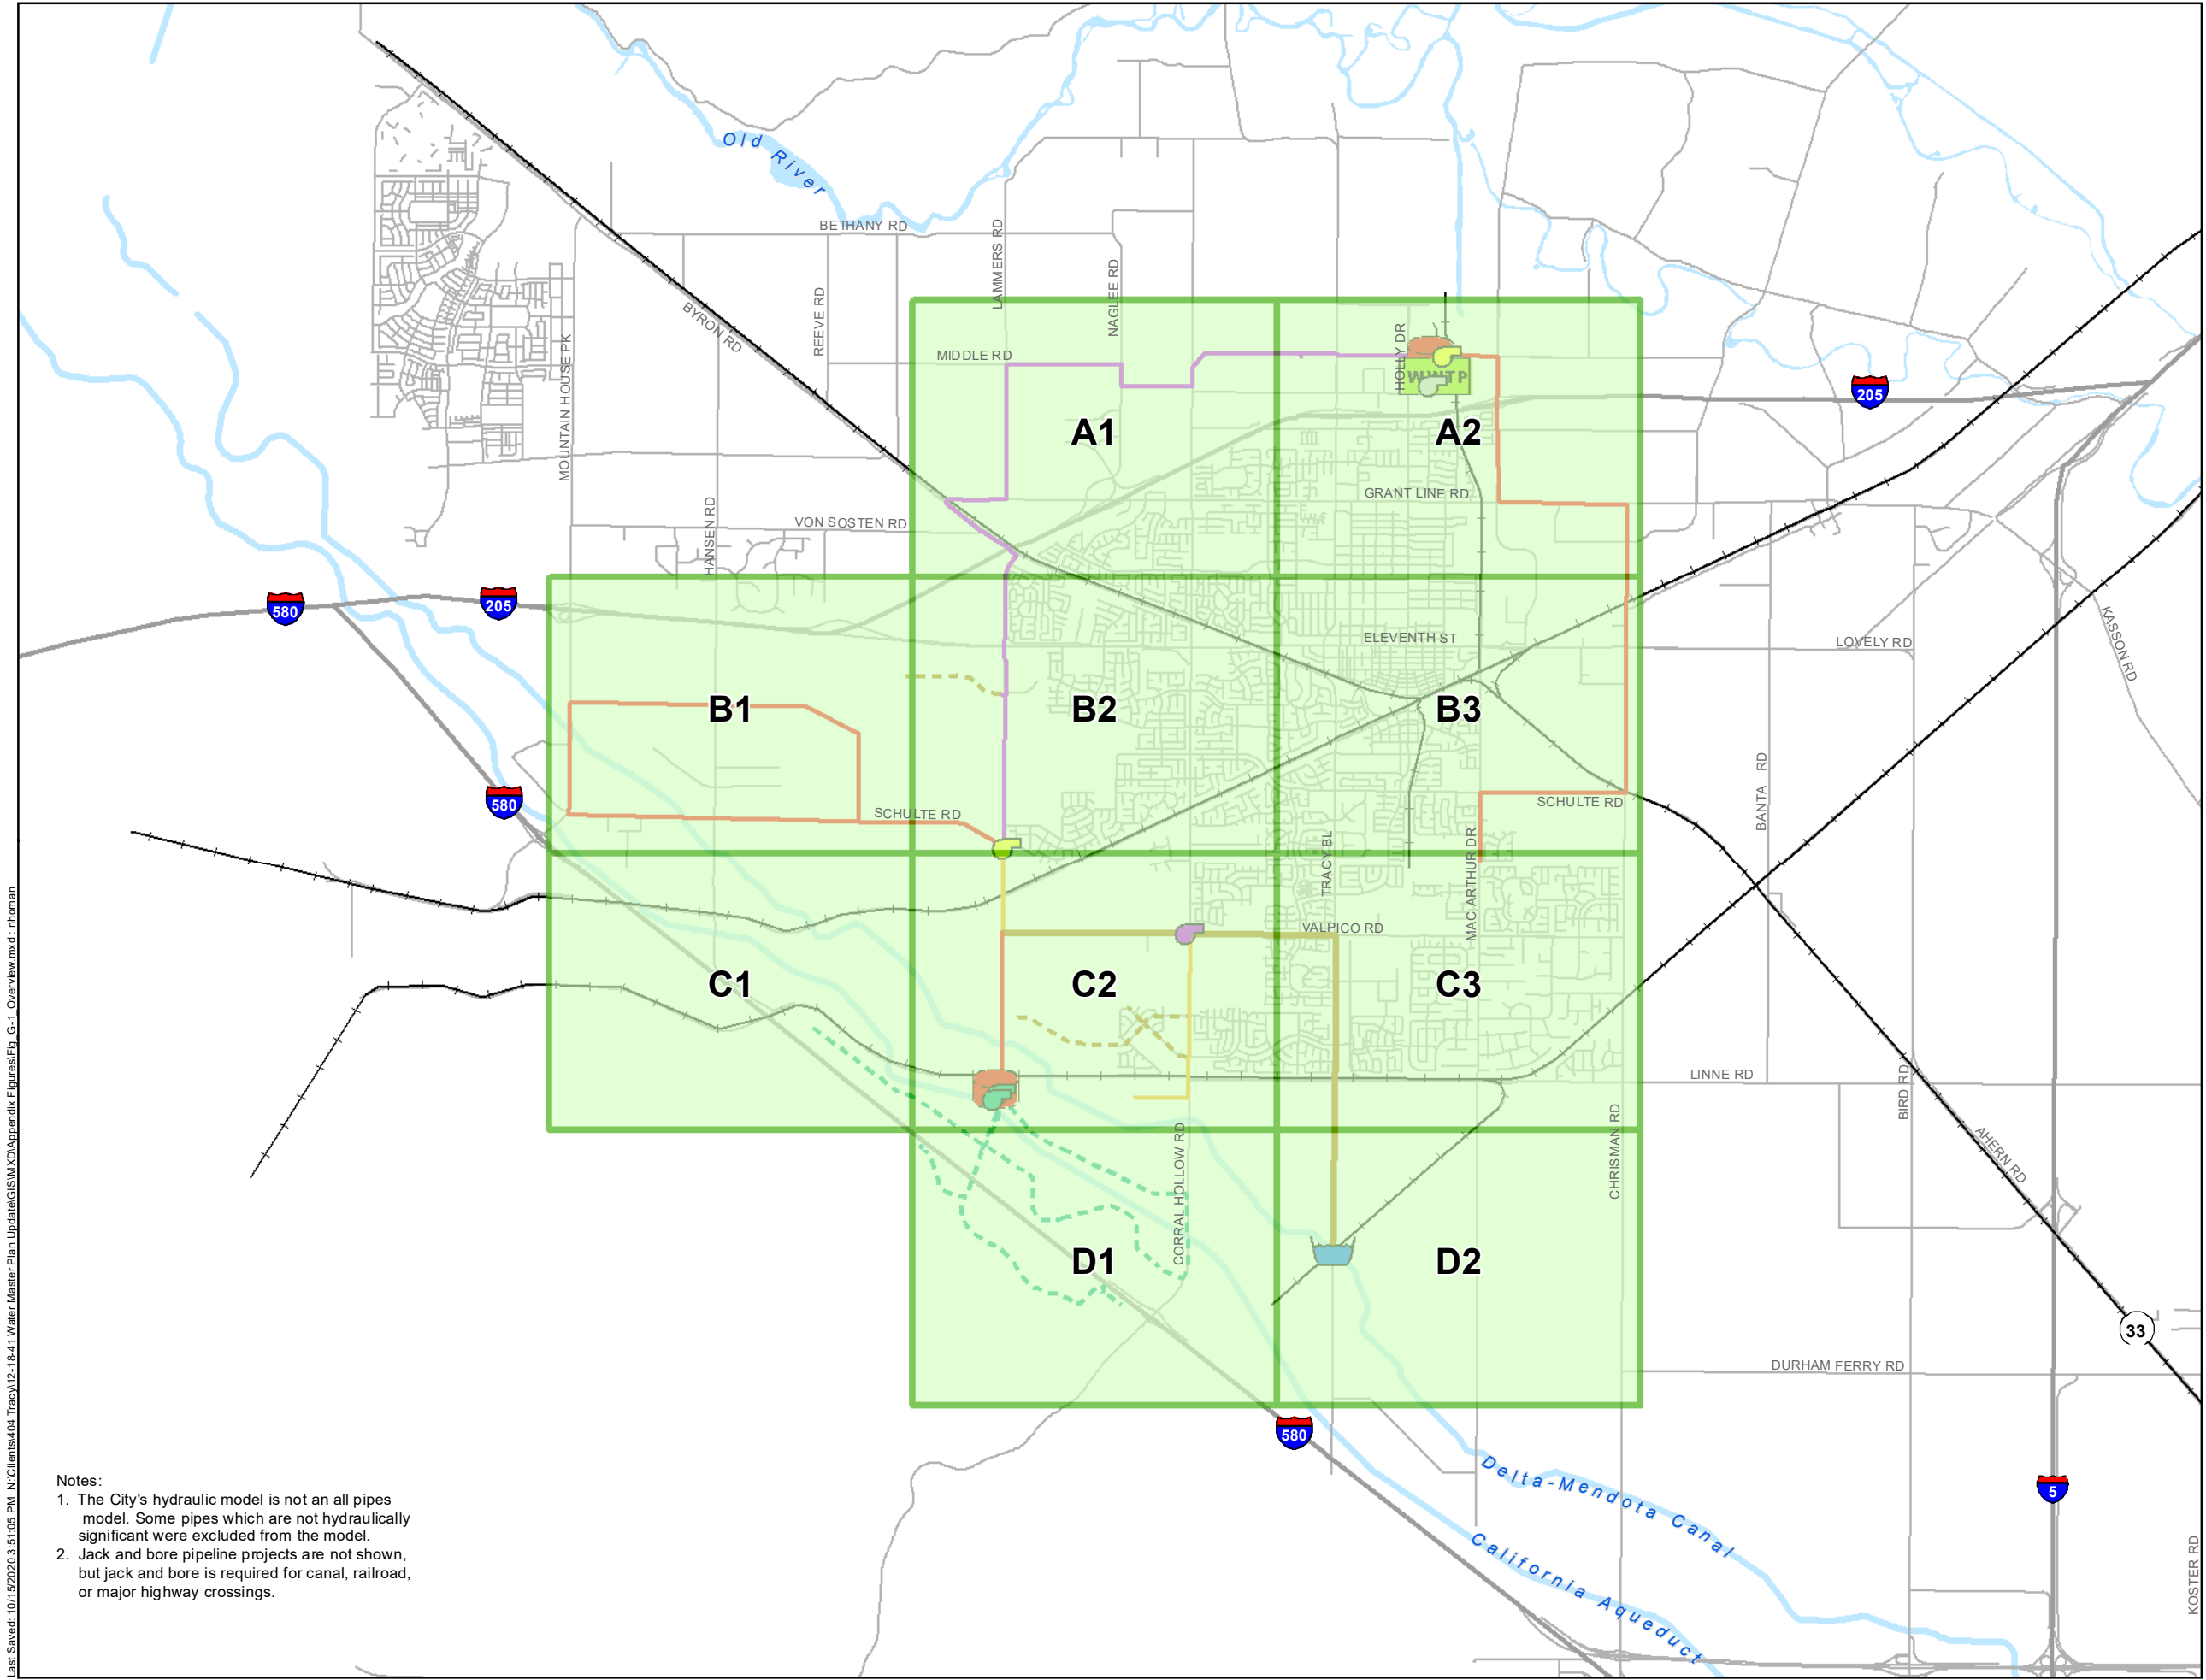 Old River
BETHANY RD
LAMMERS RD
NAGLEE RD
REEVE RD
BYRON RD
MOUNTAIN HOUSE PK
MIDDLE RD
HOLLY DR
WWTP
205
A1
A2
GRANT LINE RD
VON SOSTEN RD
HANSEN RD
580
205
KASSON RD
ELEVENTH ST
LOVELY RD
B1
B2
B3
580
SCHULTE RD
SCHULTE RD
BANTA RD
TRACY BL
MAC ARTHUR DR
VALPICO RD
C1
C2
C3
LINNE RD
BIRD RD
CHRISMAN RD
CORRAL HOLLOW RD
AHERN RD
D1
D2
33
DURHAM FERRY RD
580
Delta-Mendota Canal
5
California Aqueduct
KOSTER RD
Notes:
1. The City's hydraulic model is not an all pipes
model. Some pipes which are not hydraulically
significant were excluded from the model.
2. Jack and bore pipeline projects are not shown,
but jack and bore is required for canal, railroad,
or major highway crossings.
Last Saved: 10/15/2020 3:51:05 PM N:\Clients\404 Tracy\12-18-41 Water Master Plan Update\GIS\MXD\Appendix Figures\Fig_G-1_Overview.mxd : nhoman